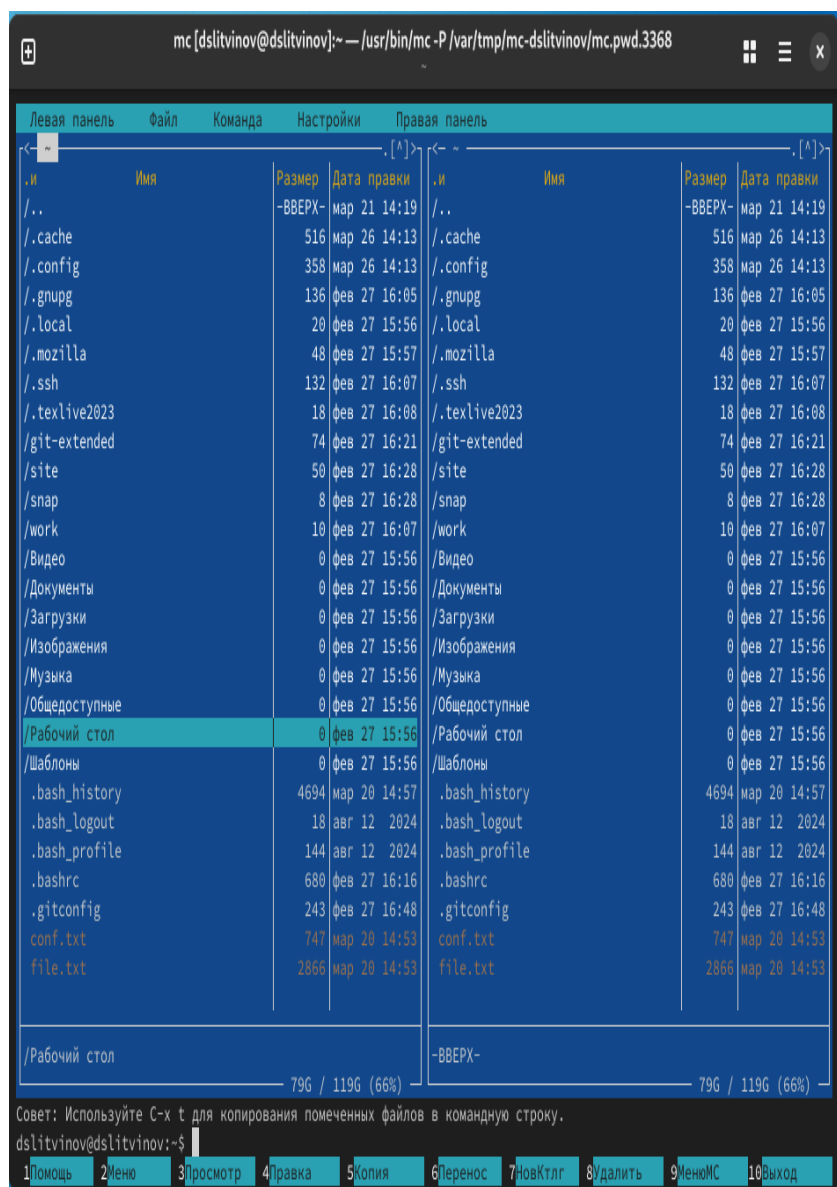 mc [dslitvinov@dslitvinov]:~ — /usr/bin/mc -P /var/tmp/mc-dslitvinov/mc.pwd.3368
~
Левая панель Файл Команда Настройки Правая панель
<— ~ .[^]> <— ~ .[^]>
.и Имя Размер Дата правки .и Имя Размер Дата правки
/.. -ВВЕРХ- мар 21 14:19 /.. -ВВЕРХ- мар 21 14:19
/.cache 516 мар 26 14:13 /.cache 516 мар 26 14:13
/.config 358 мар 26 14:13 /.config 358 мар 26 14:13
/.gnupg 136 фев 27 16:05 /.gnupg 136 фев 27 16:05
/.local 20 фев 27 15:56 /.local 20 фев 27 15:56
/.mozilla 48 фев 27 15:57 /.mozilla 48 фев 27 15:57
/.ssh 132 фев 27 16:07 /.ssh 132 фев 27 16:07
/.texlive2023 18 фев 27 16:08 /.texlive2023 18 фев 27 16:08
/git-extended 74 фев 27 16:21 /git-extended 74 фев 27 16:21
/site 50 фев 27 16:28 /site 50 фев 27 16:28
/snap 8 фев 27 16:28 /snap 8 фев 27 16:28
/work 10 фев 27 16:07 /work 10 фев 27 16:07
/Видео 0 фев 27 15:56 /Видео 0 фев 27 15:56
/Документы 0 фев 27 15:56 /Документы 0 фев 27 15:56
/Загрузки 0 фев 27 15:56 /Загрузки 0 фев 27 15:56
/Изображения 0 фев 27 15:56 /Изображения 0 фев 27 15:56
/Музыка 0 фев 27 15:56 /Музыка 0 фев 27 15:56
/Общедоступные 0 фев 27 15:56 /Общедоступные 0 фев 27 15:56
/Рабочий стол 0 фев 27 15:56 /Рабочий стол 0 фев 27 15:56
/Шаблоны 0 фев 27 15:56 /Шаблоны 0 фев 27 15:56
.bash_history 4694 мар 20 14:57 .bash_history 4694 мар 20 14:57
.bash_logout 18 авг 12 2024 .bash_logout 18 авг 12 2024
.bash_profile 144 авг 12 2024 .bash_profile 144 авг 12 2024
.bashrc 680 фев 27 16:16 .bashrc 680 фев 27 16:16
.gitconfig 243 фев 27 16:48 .gitconfig 243 фев 27 16:48
conf.txt 747 мар 20 14:53 conf.txt 747 мар 20 14:53
file.txt 2866 мар 20 14:53 file.txt 2866 мар 20 14:53
/Рабочий стол -ВВЕРХ-
79G / 119G (66%) 79G / 119G (66%)
Совет: Используйте C-x t для копирования помеченных файлов в командную строку.
dslitvinov@dslitvinov:~$
1Помощь 2Меню 3Просмотр 4Правка 5Копия 6Перенос 7НовКтлг 8Удалить 9МенюMC 10Выход